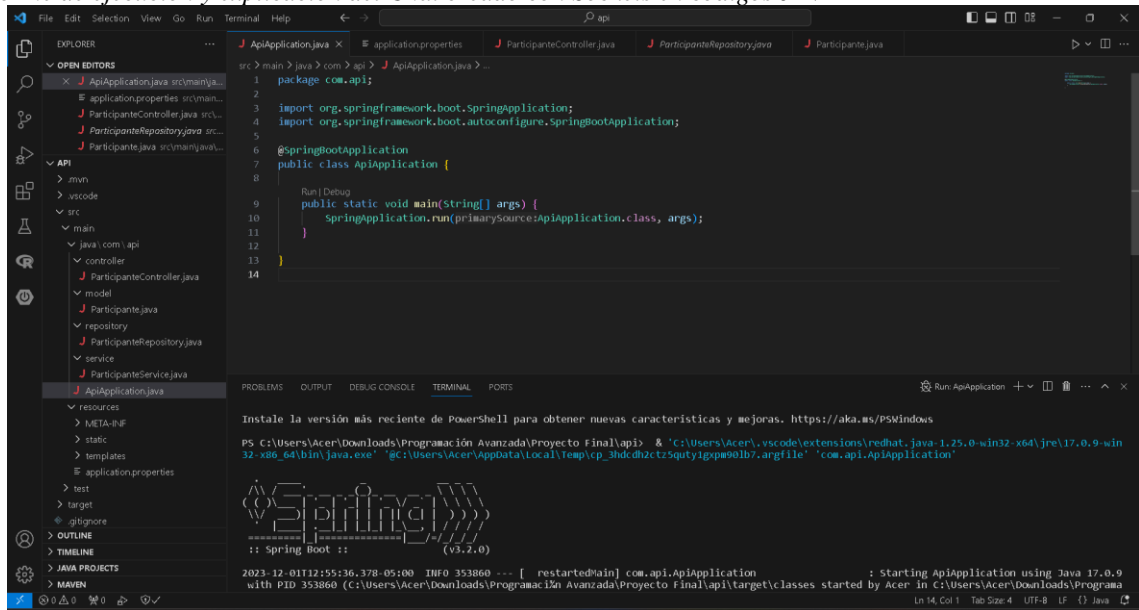 File Edit Selection View Go Run Terminal Help
api
EXPLORER
OPEN EDITORS
ApiApplication.java src\main\ja...
application.properties src\main...
ParticipanteController.java src\...
ParticipanteRepository.java src...
Participante.java src\main\java\...
API
.mvn
.vscode
src
main
java\com\api
controller
ParticipanteController.java
model
Participante.java
repository
ParticipanteRepository.java
service
ParticipanteService.java
ApiApplication.java
resources
META-INF
static
templates
application.properties
test
target
.gitignore
OUTLINE
TIMELINE
JAVA PROJECTS
MAVEN
ApiApplication.java application.properties ParticipanteController.java ParticipanteRepository.java Participante.java
src > main > java > com > api > ApiApplication.java > ...
1 package com.api;
2
3 import org.springframework.boot.SpringApplication;
4 import org.springframework.boot.autoconfigure.SpringBootApplication;
5
6 @SpringBootApplication
7 public class ApiApplication {
8
Run | Debug
9 public static void main(String[] args) {
10 SpringApplication.run(primarySource:ApiApplication.class, args);
11 }
12
13 }
14
PROBLEMS OUTPUT DEBUG CONSOLE TERMINAL PORTS
Run: ApiApplication
Instale la versión más reciente de PowerShell para obtener nuevas características y mejoras. https://aka.ms/PSWindows
PS C:\Users\Acer\Downloads\Programación Avanzada\Proyecto Final\api> & 'C:\Users\Acer\.vscode\extensions\redhat.java-1.25.0-win32-x64\jre\17.0.9-win
32-x86_64\bin\java.exe' '@C:\Users\Acer\AppData\Local\Temp\cp_3hdcdh2ctz5quty1gxpm90lb7.argfile' 'com.api.ApiApplication'
Spring
:: Spring Boot :: (v3.2.0)
2023-12-01T12:55:36.378-05:00 INFO 353860 --- [ restartedMain] com.api.ApiApplication : Starting ApiApplication using Java 17.0.9
with PID 353860 (C:\Users\Acer\Downloads\Programaci¾n Avanzada\Proyecto Final\api\target\classes started by Acer in C:\Users\Acer\Downloads\Programa
0 0 0 Ln 14, Col 1 Tab Size: 4 UTF-8 LF {} Java